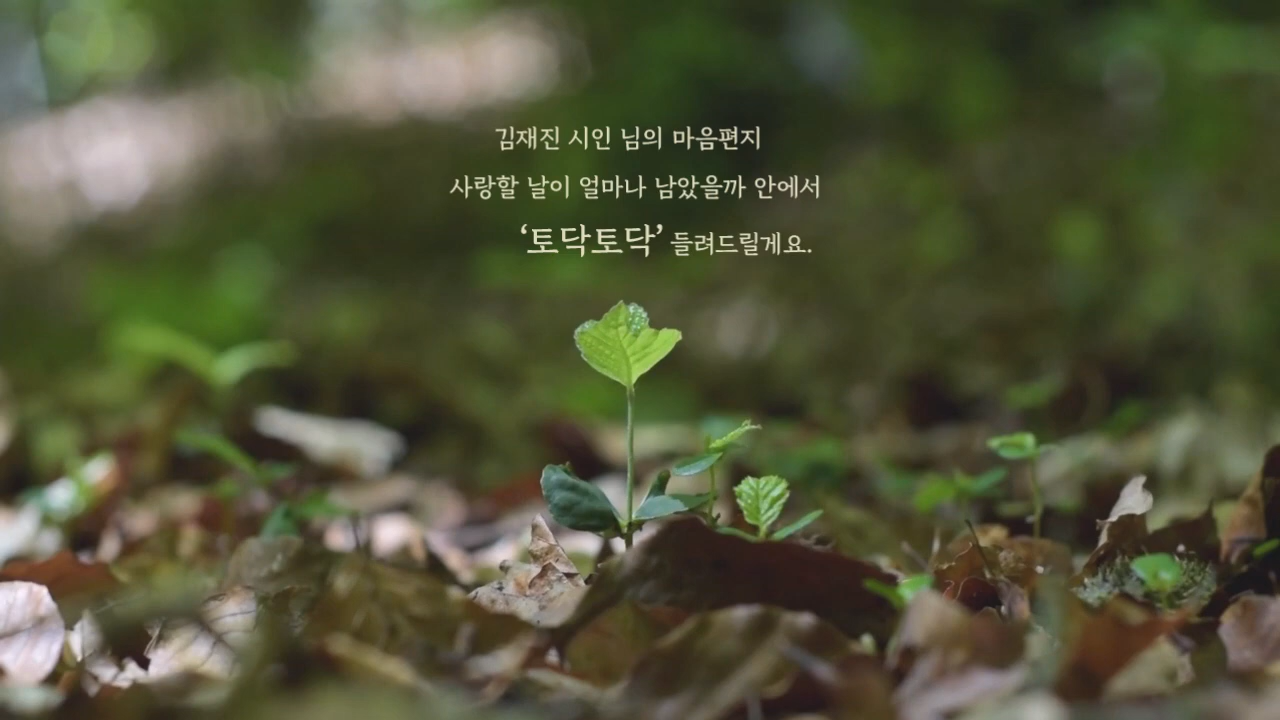 김재진 시인 님의 마음편지
사랑할 날이 얼마나 남았을까 안에서
‘토닥토닥’ 들려드릴게요.